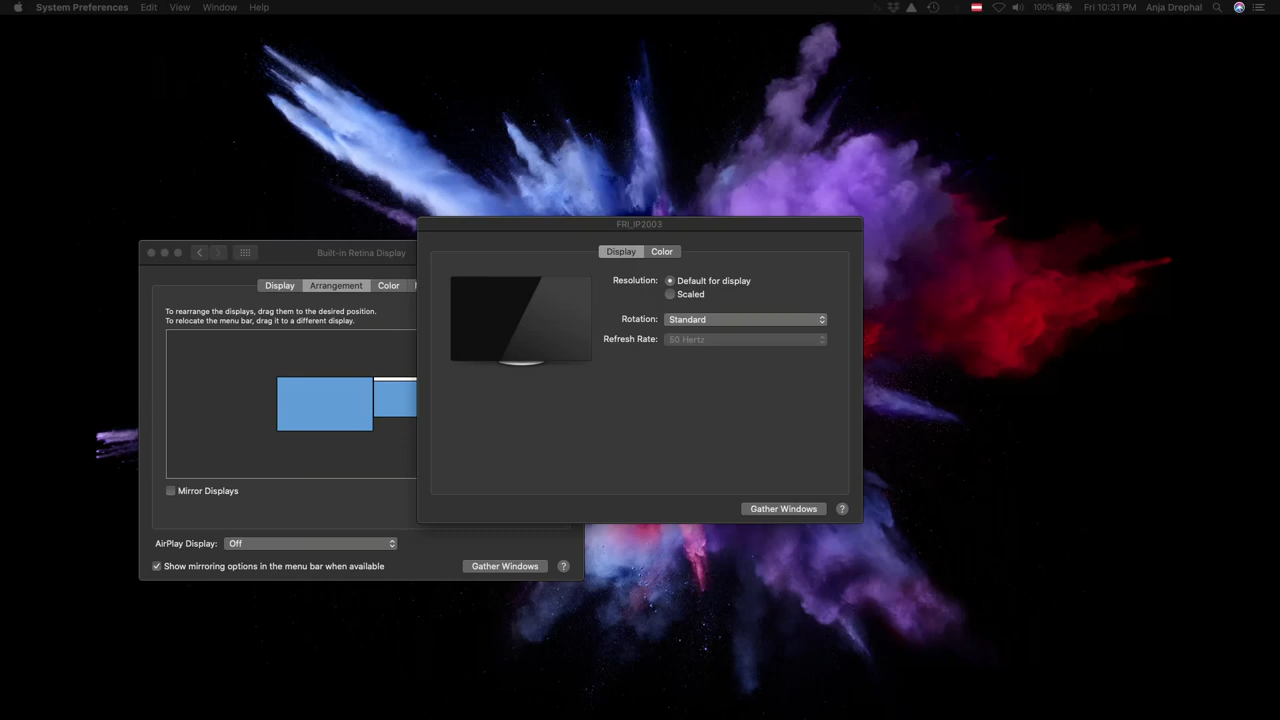 System Preferences Edit View Window Help 100% Fri 10:31 PM Anja Drephal
FRI_IP2003
Display Color
Resolution: Default for display
Scaled
Rotation: Standard
Refresh Rate: 50 Hertz
Gather Windows ?
Built-in Retina Display
Display Arrangement Color
To rearrange the displays, drag them to the desired position.
To relocate the menu bar, drag it to a different display.
Mirror Displays
AirPlay Display: Off
Show mirroring options in the menu bar when available
Gather Windows ?